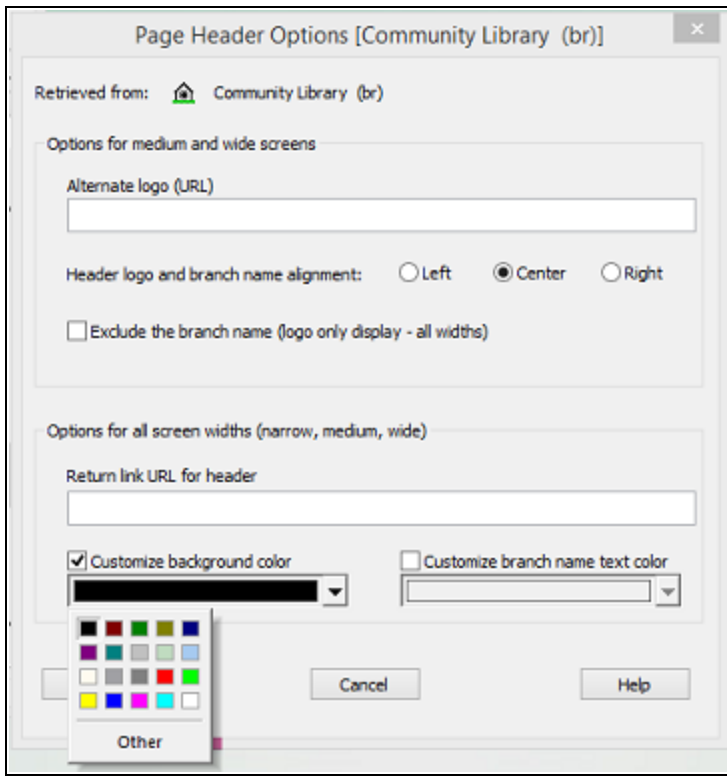 Page Header Options [Community Library (br)]
Retrieved from: Community Library (br)
Options for medium and wide screens
Alternate logo (URL)
Header logo and branch name alignment: Left Center Right
Exclude the branch name (logo only display - all widths)
Options for all screen widths (narrow, medium, wide)
Return link URL for header
Customize background color Customize branch name text color
Cancel Help
Other